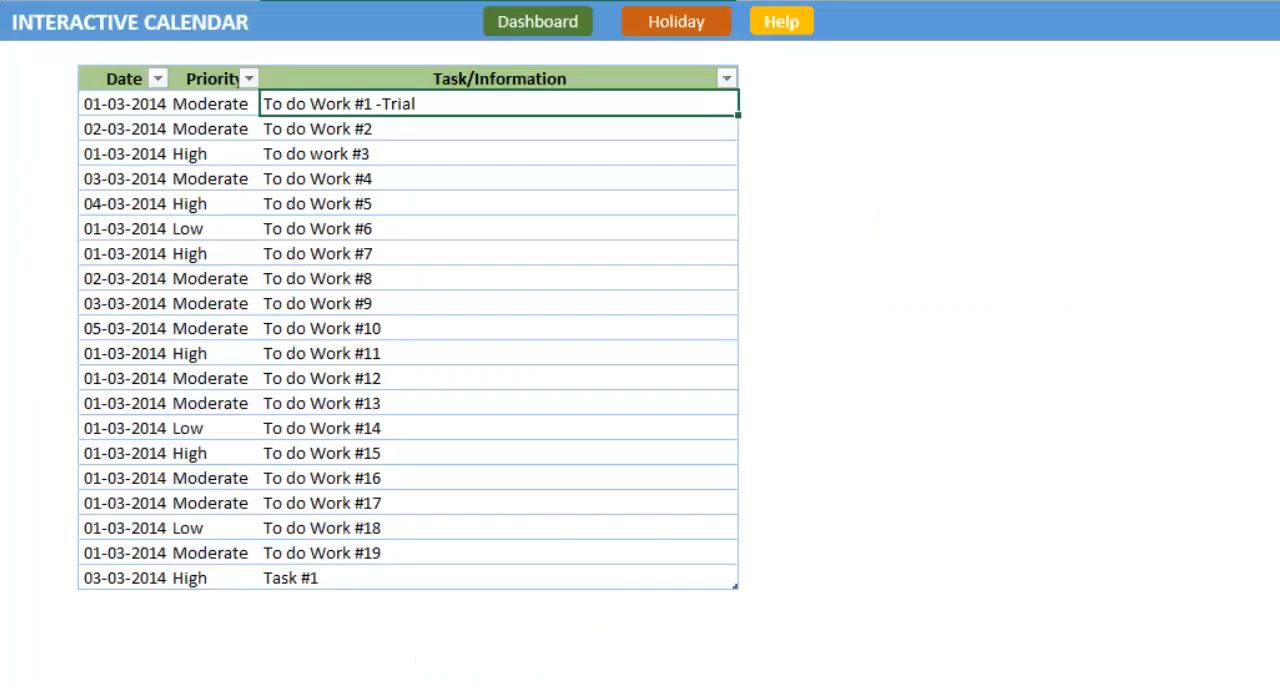 INTERACTIVE CALENDAR Dashboard Holiday Help
Date Priority Task/Information
01-03-2014 Moderate To do Work #1 -Trial
02-03-2014 Moderate To do Work #2
01-03-2014 High To do work #3
03-03-2014 Moderate To do Work #4
04-03-2014 High To do Work #5
01-03-2014 Low To do Work #6
01-03-2014 High To do Work #7
02-03-2014 Moderate To do Work #8
03-03-2014 Moderate To do Work #9
05-03-2014 Moderate To do Work #10
01-03-2014 High To do Work #11
01-03-2014 Moderate To do Work #12
01-03-2014 Moderate To do Work #13
01-03-2014 Low To do Work #14
01-03-2014 High To do Work #15
01-03-2014 Moderate To do Work #16
01-03-2014 Moderate To do Work #17
01-03-2014 Low To do Work #18
01-03-2014 Moderate To do Work #19
03-03-2014 High Task #1